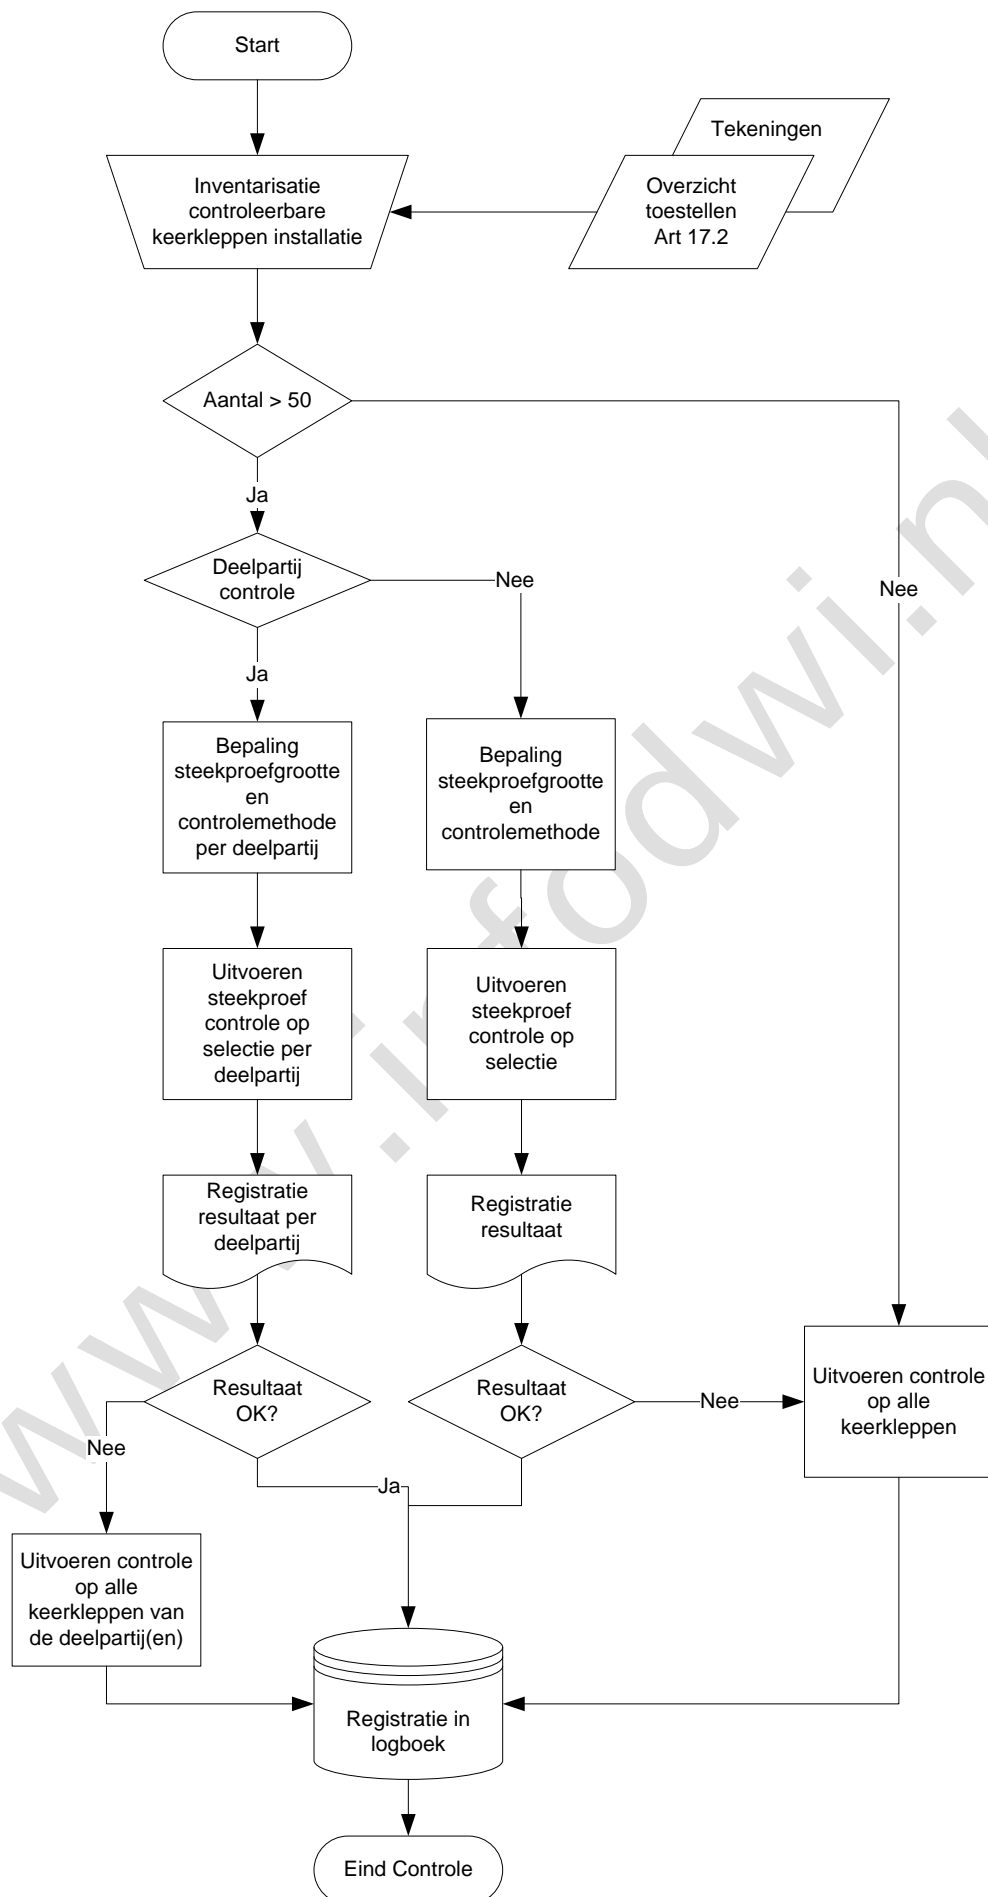 Start
Tekeningen
Overzicht
toestellen
Art 17.2
Inventarisatie
controleerbare
keerkleppen installatie
Aantal > 50
Ja
Nee
Deelpartij
controle
Nee
Ja
Bepaling
steekproefgrootte
en
controlemethode
per deelpartij
Bepaling
steekproefgrootte
en
controlemethode
Uitvoeren
steekproef
controle op
selectie per
deelpartij
Uitvoeren
steekproef
controle op
selectie
Registratie
resultaat per
deelpartij
Registratie
resultaat
Resultaat
OK?
Resultaat
OK?
Nee
Uitvoeren controle
op alle
keerkleppen
Nee
Ja
Uitvoeren controle
op alle
keerkleppen van
de deelpartij(en)
Registratie in
logboek
Eind Controle
www.infodwi.nl